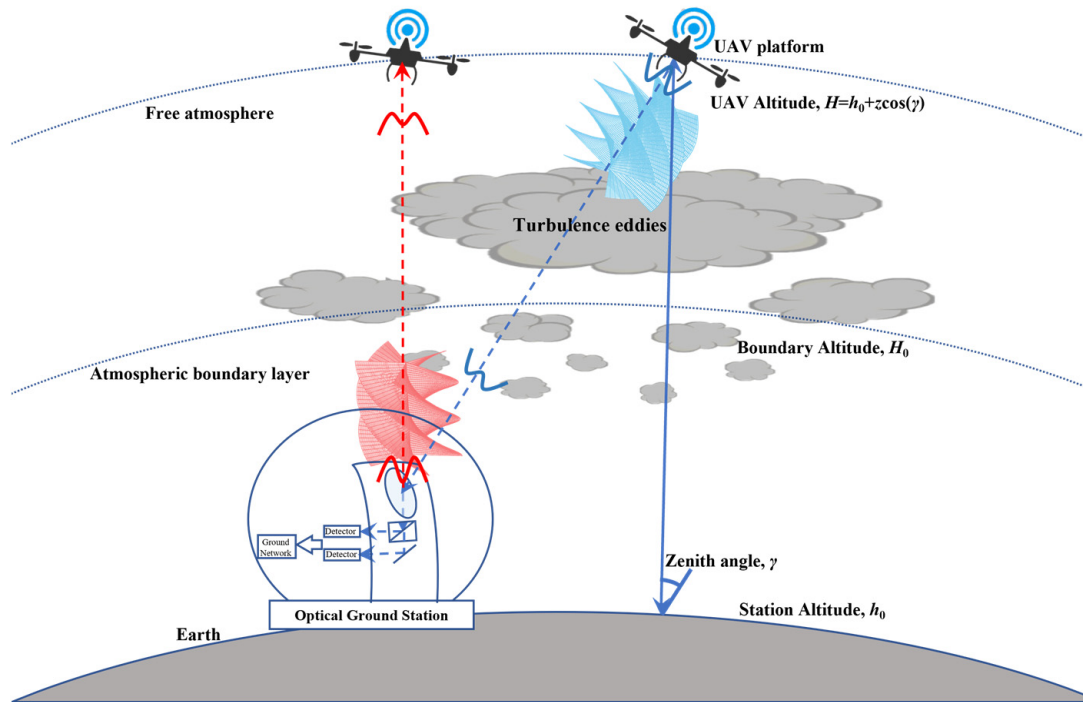 UAV platform
UAV Altitude, H=h₀+zcos(γ)
Free atmosphere
Turbulence eddies
Boundary Altitude, H₀
Atmospheric boundary layer
Detector
Ground
Network
Detector
Zenith angle, γ
Optical Ground Station
Station Altitude, h₀
Earth